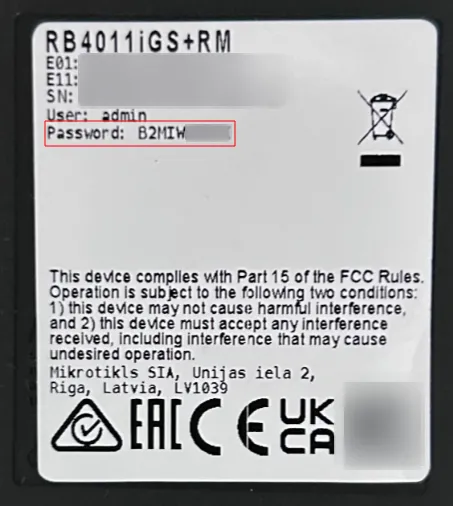 RB4011iGS+RM
E01:
E11:
SN:
User: admin
Password: B2MIW
This device complies with Part 15 of the FCC Rules.
Operation is subject to the following two conditions:
1) this device may not cause harmful interference,
and 2) this device must accept any interference
received, including interference that may cause
undesired operation.
Mikrotikls SIA, Unijas iela 2,
Riga, Latvia, LV1039
EAC CE UK
CA